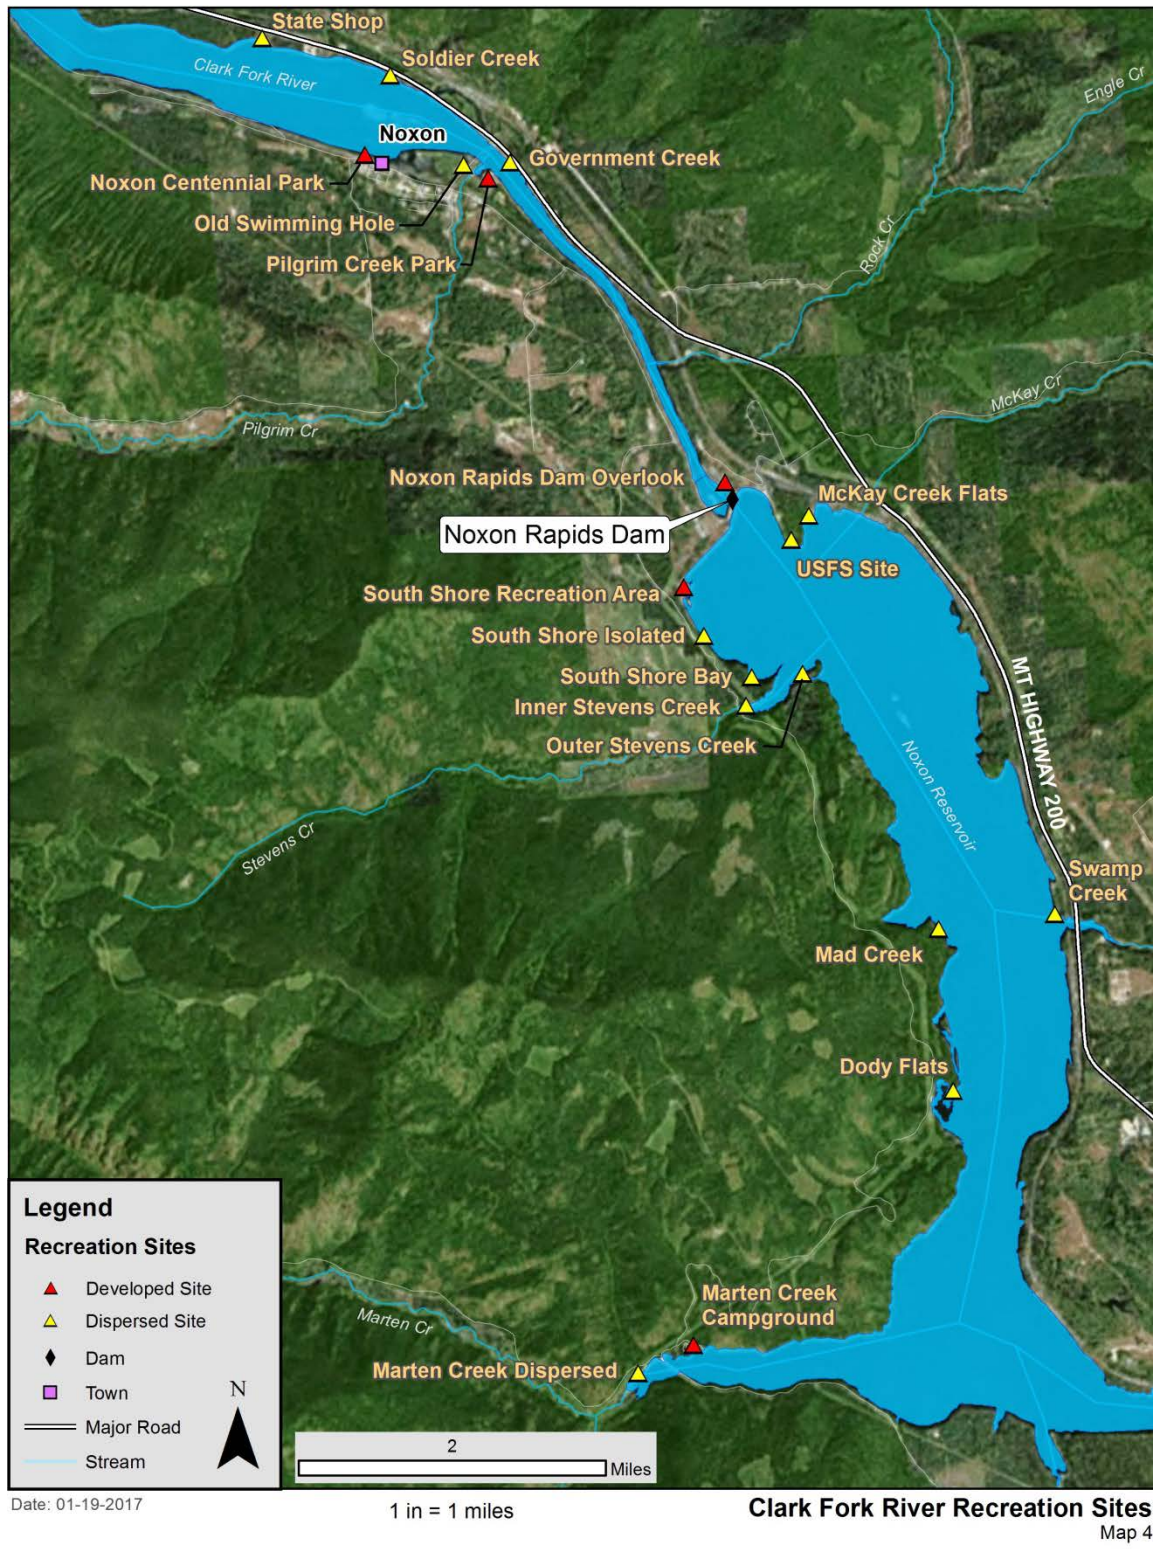 State Shop
Soldier Creek
Clark Fork River
Engle Cr
Noxon
Government Creek
Noxon Centennial Park
Old Swimming Hole
Rock Cr
Pilgrim Creek Park
McKay Cr
Pilgrim Cr
Noxon Rapids Dam Overlook
McKay Creek Flats
Noxon Rapids Dam
USFS Site
South Shore Recreation Area
South Shore Isolated
MT HIGHWAY 200
South Shore Bay
Inner Stevens Creek
Outer Stevens Creek
Noxon Reservoir
Stevens Cr
Swamp
Creek
Mad Creek
Dody Flats
Legend
Recreation Sites
Developed Site
Dispersed Site
Dam
Town
N
Major Road
Stream
Marten Creek
Campground
Marten Cr
Marten Creek Dispersed
2
Miles
Date: 01-19-2017
1 in = 1 miles
Clark Fork River Recreation Sites
Map 4